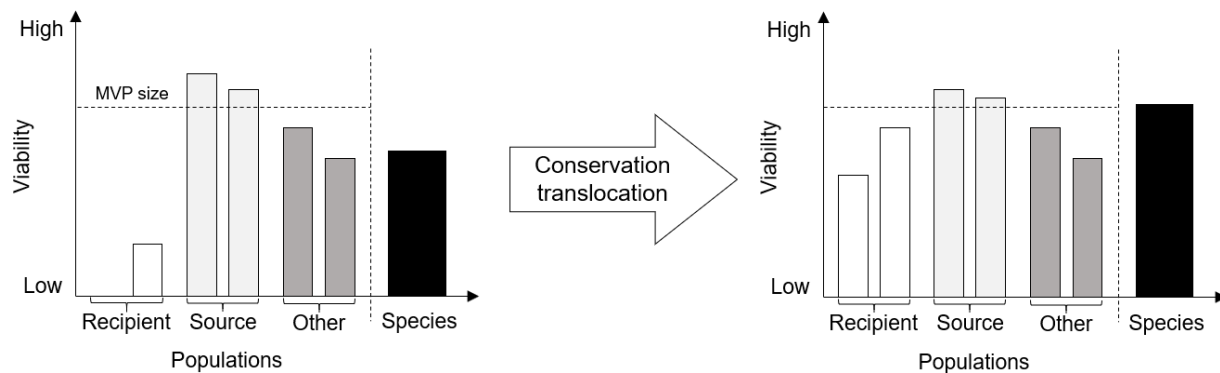 High
MVP size
Viability
Low
Recipient Source Other Species
Populations
Conservation
translocation
High
Viability
Low
Recipient Source Other Species
Populations